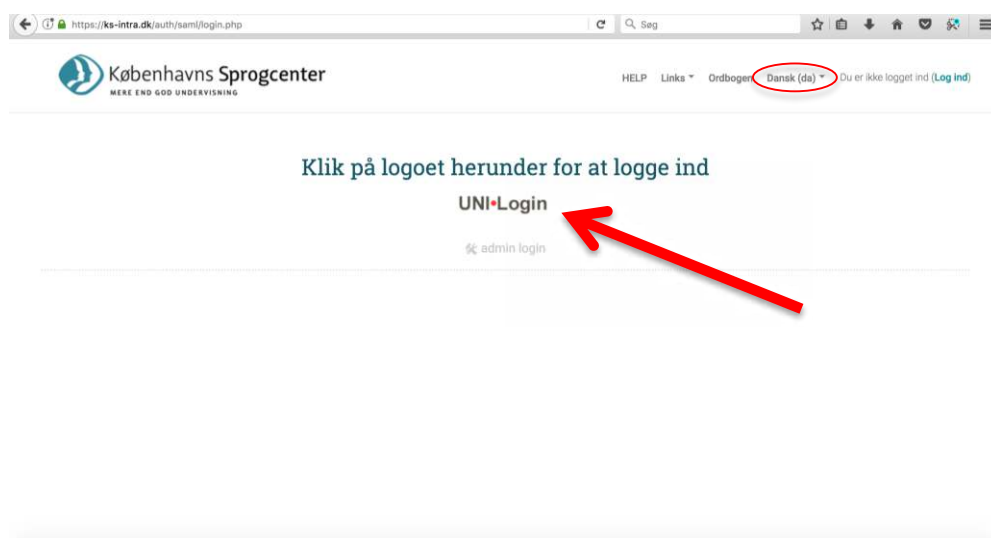 https://ks-intra.dk/auth/saml/login.php
Søg
Københavns Sprogcenter
MERE END GOD UNDERVISNING
HELP Links Ordbogen Dansk (da) Du er ikke logget ind (Log ind)
Klik på logoet herunder for at logge ind
UNI•Login
admin login